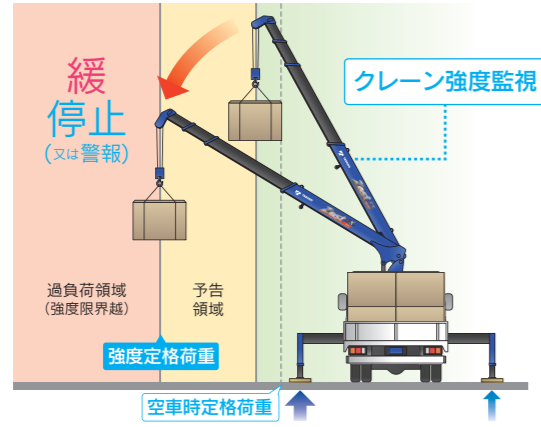 緩
停止
(又は警報)
クレーン強度監視
過負荷領域
(強度限界越)
予告
領域
強度定格荷重
空車時定格荷重